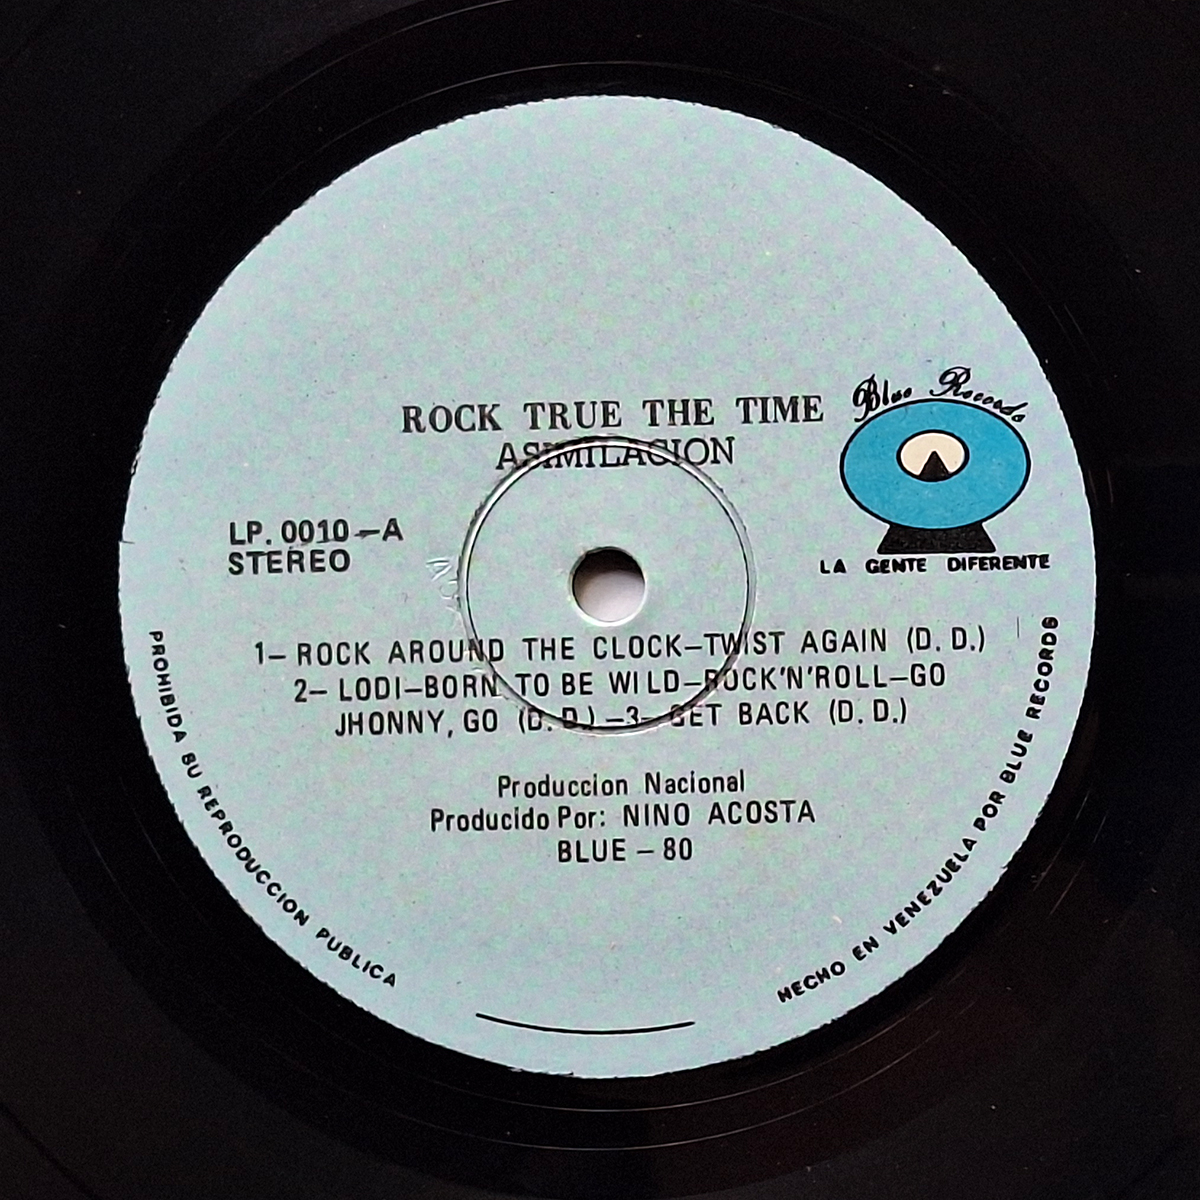 Blue Records
ROCK TRUE THE TIME
ASIMILACION
LP. 0010-A
STEREO
LA GENTE DIFERENTE
1- ROCK AROUND THE CLOCK-TWIST AGAIN (D. D.)
2- LODI-BORN TO BE WILD-ROCK'N'ROLL-GO
JHONNY, GO (D. D.) -3- GET BACK (D. D.)
Produccion Nacional
Producido Por: NINO ACOSTA
BLUE - 80
PROHIBIDA SU REPRODUCCION PUBLICA
HECHO EN VENEZUELA POR BLUE RECORDS